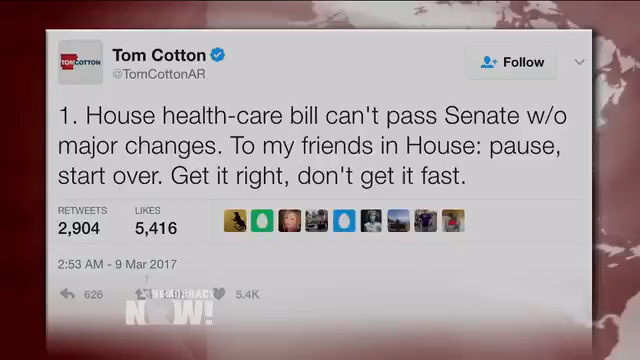 TOMCOTTON
Tom Cotton
@TomCottonAR
Follow
1. House health-care bill can't pass Senate w/o
major changes. To my friends in House: pause,
start over. Get it right, don't get it fast.
RETWEETS LIKES
2,904 5,416
2:53 AM - 9 Mar 2017
626 5.4K
DEMOCRACY
NOW!